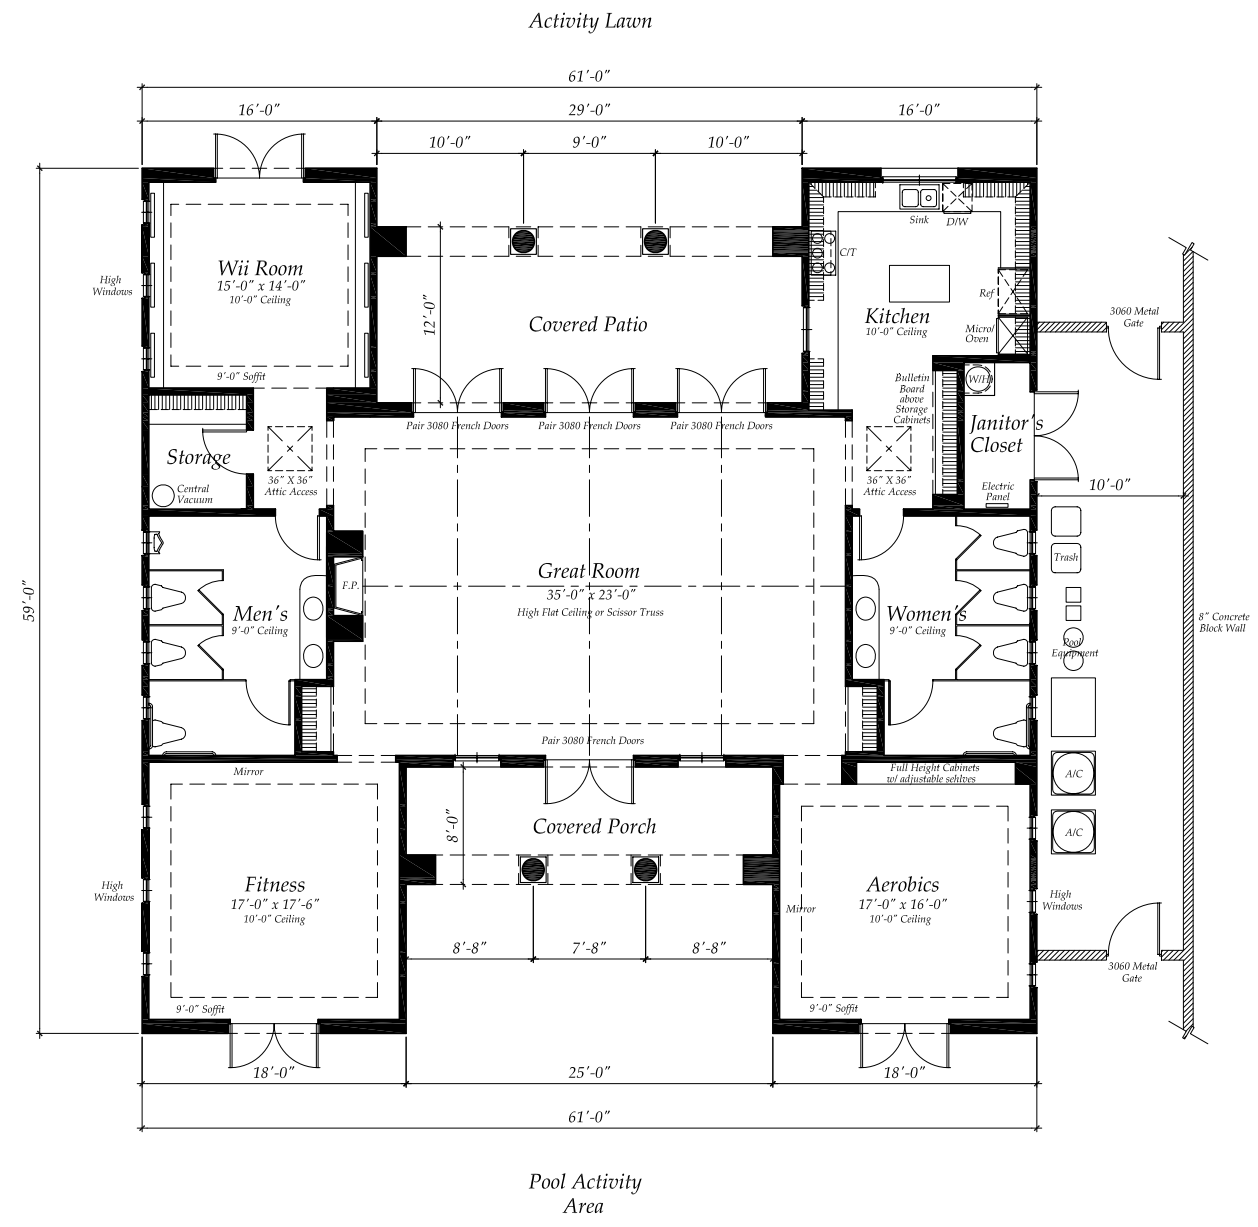 Activity Lawn
61'-0"
16'-0"
29'-0"
16'-0"
10'-0"
9'-0"
10'-0"
Sink
D/W
C/T
High
Windows
Wii Room
15'-0" x 14'-0"
10'-0" Ceiling
12'-0"
Covered Patio
Ref
Kitchen
10'-0" Ceiling
Micro/
Oven
3060 Metal
Gate
9'-0" Soffit
Bulletin
Board
above
Storage
Cabinets
W/H
Pair 3080 French Doors
Pair 3080 French Doors
Pair 3080 French Doors
Janitor's
Closet
Storage
36" X 36"
Attic Access
36" X 36"
Attic Access
Central
Vacuum
Electric
Panel
10'-0"
Trash
59'-0"
F.P.
Great Room
35'-0" x 23'-0"
High Flat Ceiling or Scissor Truss
Men's
9'-0" Ceiling
Women's
9'-0" Ceiling
8" Concrete
Block Wall
Pool
Equipment
Pair 3080 French Doors
Mirror
Full Height Cabinets
w/ adjustable sehlves
A/C
8'-0"
Covered Porch
A/C
High
Windows
Fitness
17'-0" x 17'-6"
10'-0" Ceiling
Mirror
Aerobics
17'-0" x 16'-0"
10'-0" Ceiling
High
Windows
8'-8"
7'-8"
8'-8"
3060 Metal
Gate
9'-0" Soffit
9'-0" Soffit
18'-0"
25'-0"
18'-0"
61'-0"
Pool Activity
Area